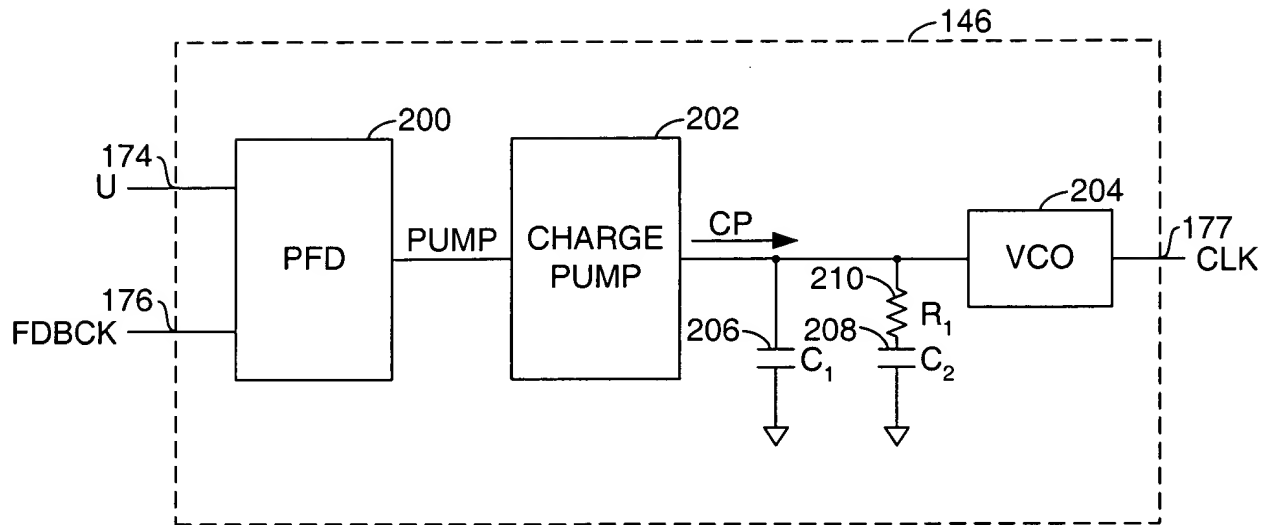 146
200
202
174
U
204
CP
177
PUMP
CHARGE
PUMP
PFD
VCO
CLK
210
176
R₁
FDBCK
206
208
C₁
C₂